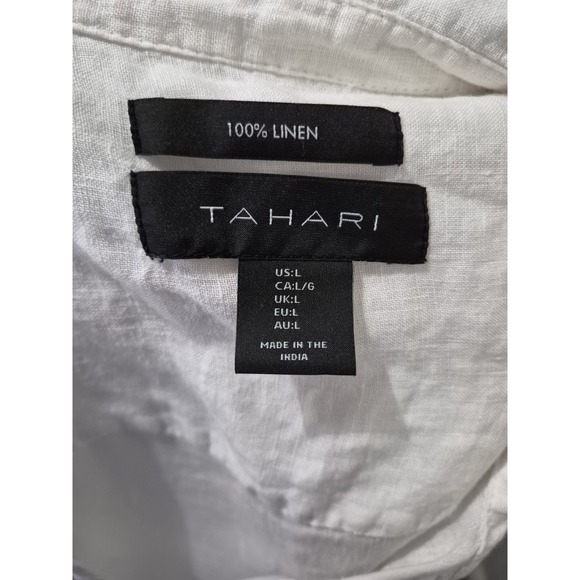 100% LINEN
TAHARI
US:L
CA:L/G
UK:L
EU:L
AU:L
MADE IN THE
INDIA